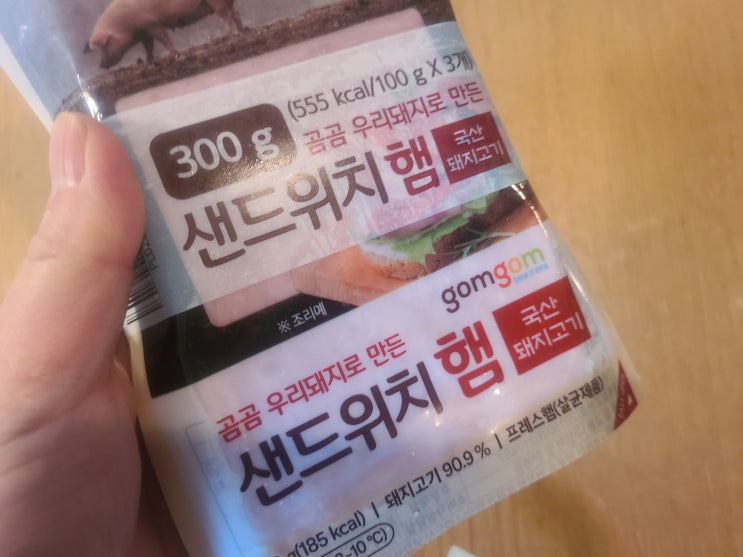 (555 kcal/100 g X 3개)
300 g
곰곰 우리돼지로 만든
샌드위치 햄
국산
돼지고기
gomgom
※ 조리예
곰곰 우리돼지로 만든
샌드위치 햄
국산
돼지고기
g(185 kcal) | 돼지고기 90.9 % | 프레스햄(살균제품)
-10 ℃)